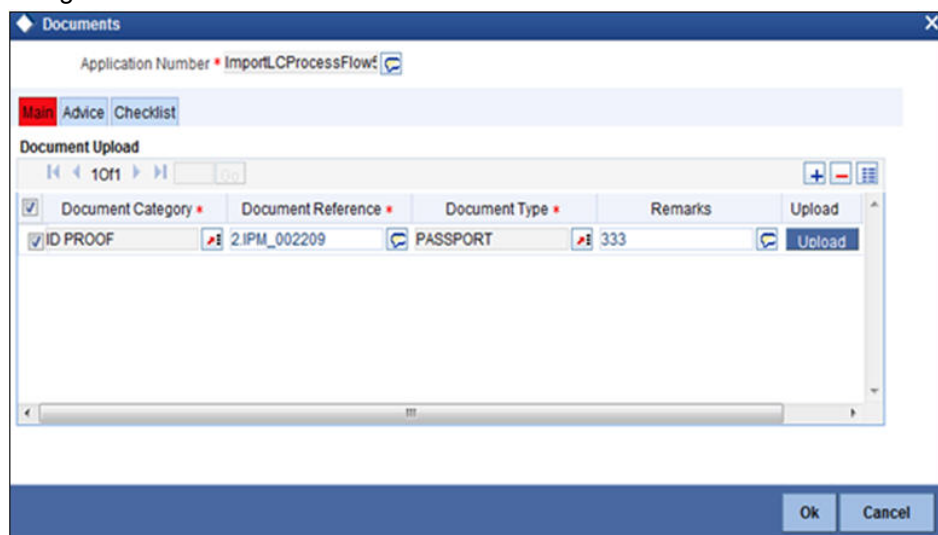 Documents
Application Number * ImportLCProcessFlow
Main Advice Checklist
Document Upload
1Of1 Go
Document Category * Document Reference * Document Type * Remarks Upload
ID PROOF 2.IPM_002209 PASSPORT 333 Upload
Ok Cancel